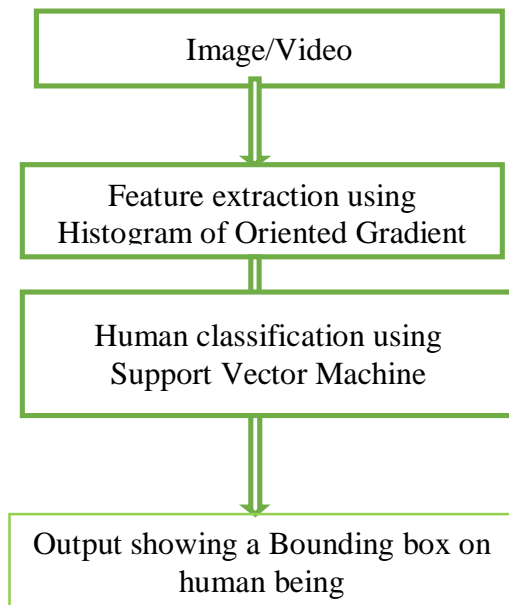 Image/Video
Feature extraction using
Histogram of Oriented Gradient
Human classification using
Support Vector Machine
Output showing a Bounding box on
human being